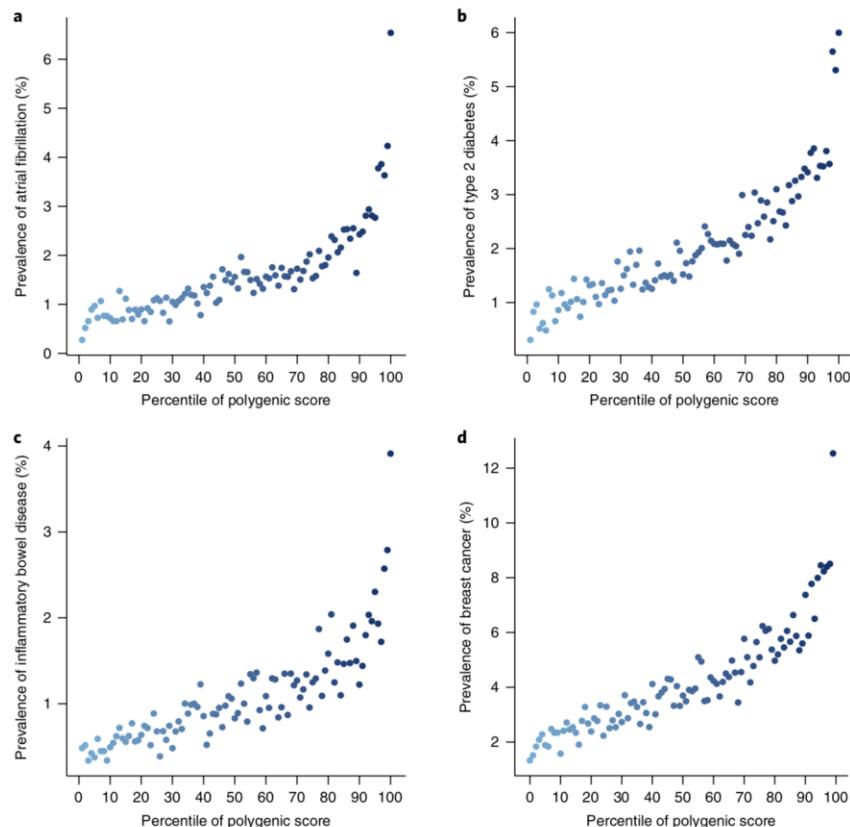 a
Prevalence of atrial fibrillation (%)
6
5
4
3
2
1
0
0 10 20 30 40 50 60 70 80 90 100
Percentile of polygenic score
b
Prevalence of type 2 diabetes (%)
6
5
4
3
2
1
0 10 20 30 40 50 60 70 80 90 100
Percentile of polygenic score
c
Prevalence of inflammatory bowel disease (%)
4
3
2
1
0 10 20 30 40 50 60 70 80 90 100
Percentile of polygenic score
d
Prevalence of breast cancer (%)
12
10
8
6
4
2
0 10 20 30 40 50 60 70 80 90 100
Percentile of polygenic score